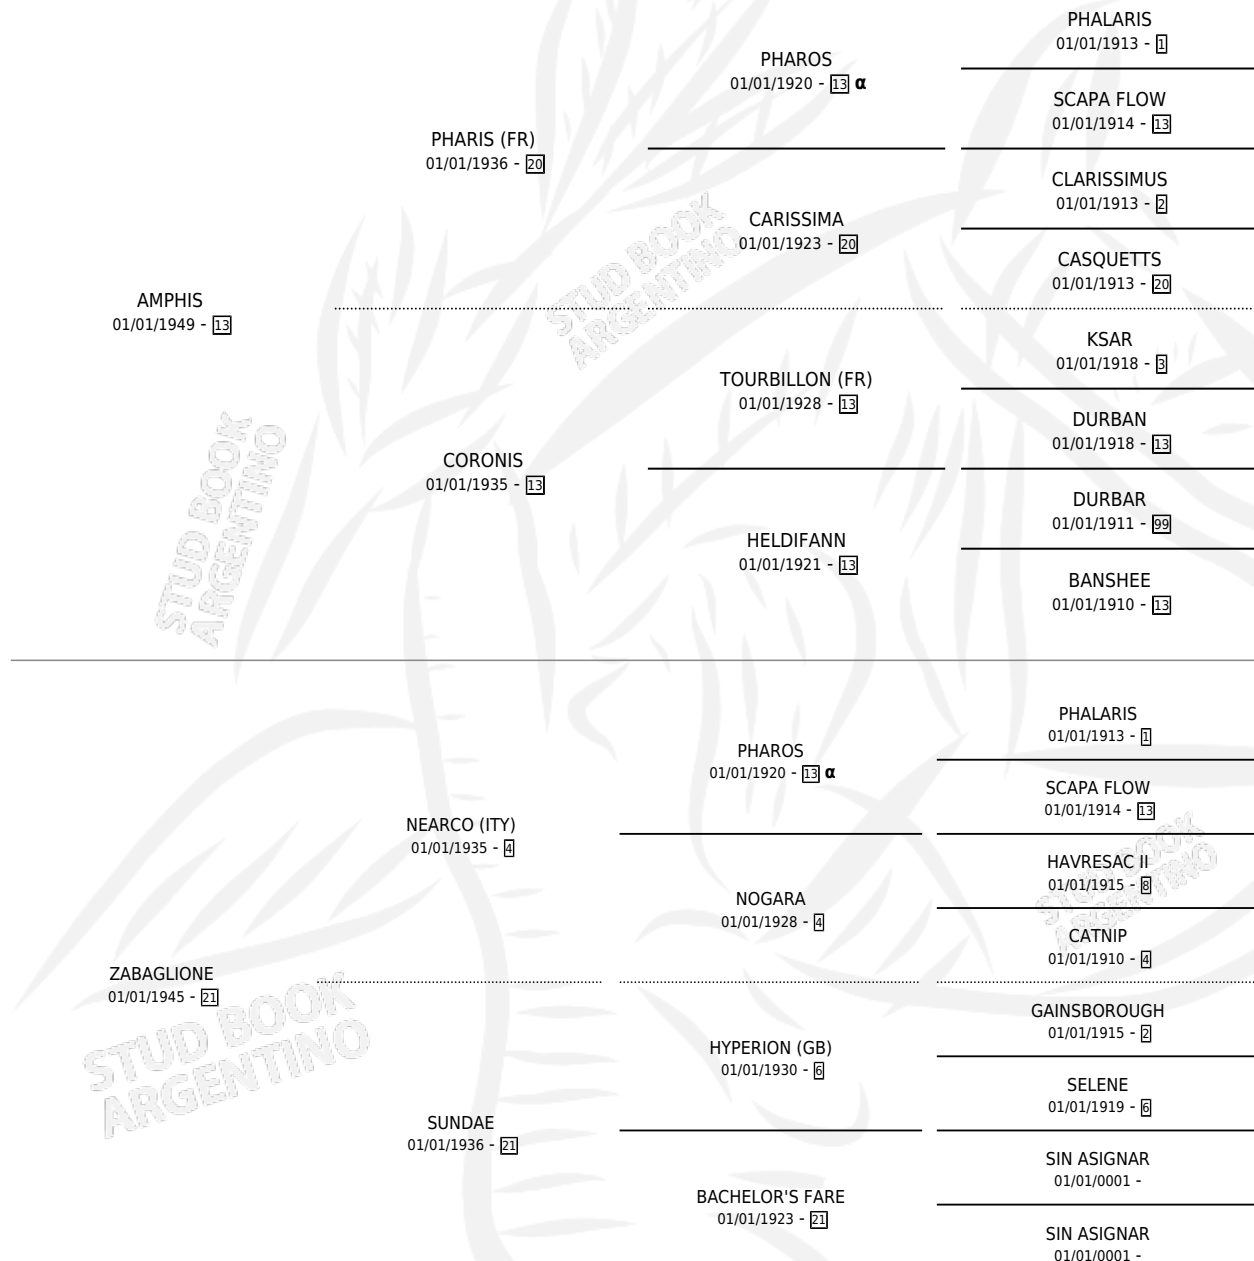 PHALARIS
01/01/1913 - 1
PHAROS
01/01/1920 - 13 α
SCAPA FLOW
01/01/1914 - 13
PHARIS (FR)
01/01/1936 - 20
CLARISSIMUS
01/01/1913 - 2
CARISSIMA
01/01/1923 - 20
CASQUETTS
01/01/1913 - 20
AMPHIS
01/01/1949 - 13
KSAR
01/01/1918 - 3
TOURBILLON (FR)
01/01/1928 - 13
DURBAN
01/01/1918 - 13
CORONIS
01/01/1935 - 13
DURBAR
01/01/1911 - 99
HELDIFANN
01/01/1921 - 13
BANSHEE
01/01/1910 - 13
STUD BOOK
ARGENTINO
STUD BOOK
ARGENTINO
PHALARIS
01/01/1913 - 1
PHAROS
01/01/1920 - 13 α
SCAPA FLOW
01/01/1914 - 13
NEARCO (ITY)
01/01/1935 - 4
HAVRESAC II
01/01/1915 - 8
NOGARA
01/01/1928 - 4
CATNIP
01/01/1910 - 4
STUD BOOK
ARGENTINO
ZABAGLIONE
01/01/1945 - 21
GAINSBOROUGH
01/01/1915 - 2
HYPERION (GB)
01/01/1930 - 6
SELENE
01/01/1919 - 6
STUD BOOK
ARGENTINO
SUNDAE
01/01/1936 - 21
SIN ASIGNAR
01/01/0001 -
BACHELOR'S FARE
01/01/1923 - 21
SIN ASIGNAR
01/01/0001 -